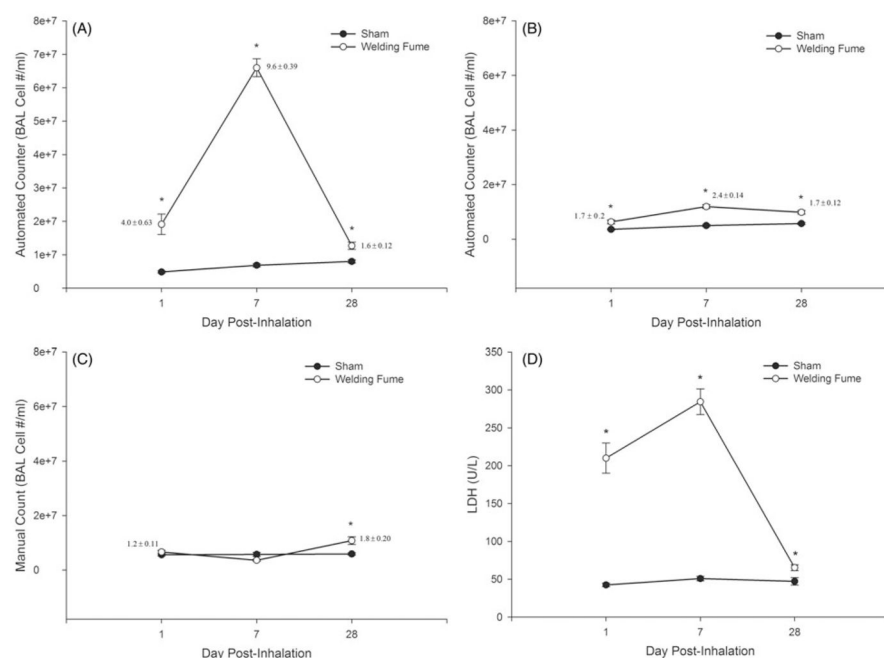 (A)
Sham
Welding Fume
Automated Counter (BAL Cell #/ml)
8e+7
7e+7
6e+7
5e+7
4e+7
3e+7
2e+7
1e+7
0
*
9.6 ± 0.39
*
4.0 ± 0.63
*
1.6 ± 0.12
1
7
28
Day Post-Inhalation
(B)
Sham
Welding Fume
Automated Counter (BAL Cell #/ml)
8e+7
6e+7
4e+7
2e+7
0
*
1.7 ± 0.2
*
2.4 ± 0.14
*
1.7 ± 0.12
1
7
28
Day Post-Inhalation
(C)
Sham
Welding Fume
Manual Count (BAL Cell #/ml)
8e+7
6e+7
4e+7
2e+7
0
1.2 ± 0.11
*
1.8 ± 0.20
1
7
28
Day Post-Inhalation
(D)
Sham
Welding Fume
LDH (U/L)
350
300
250
200
150
100
50
0
*
*
*
1
7
28
Day Post-Inhalation